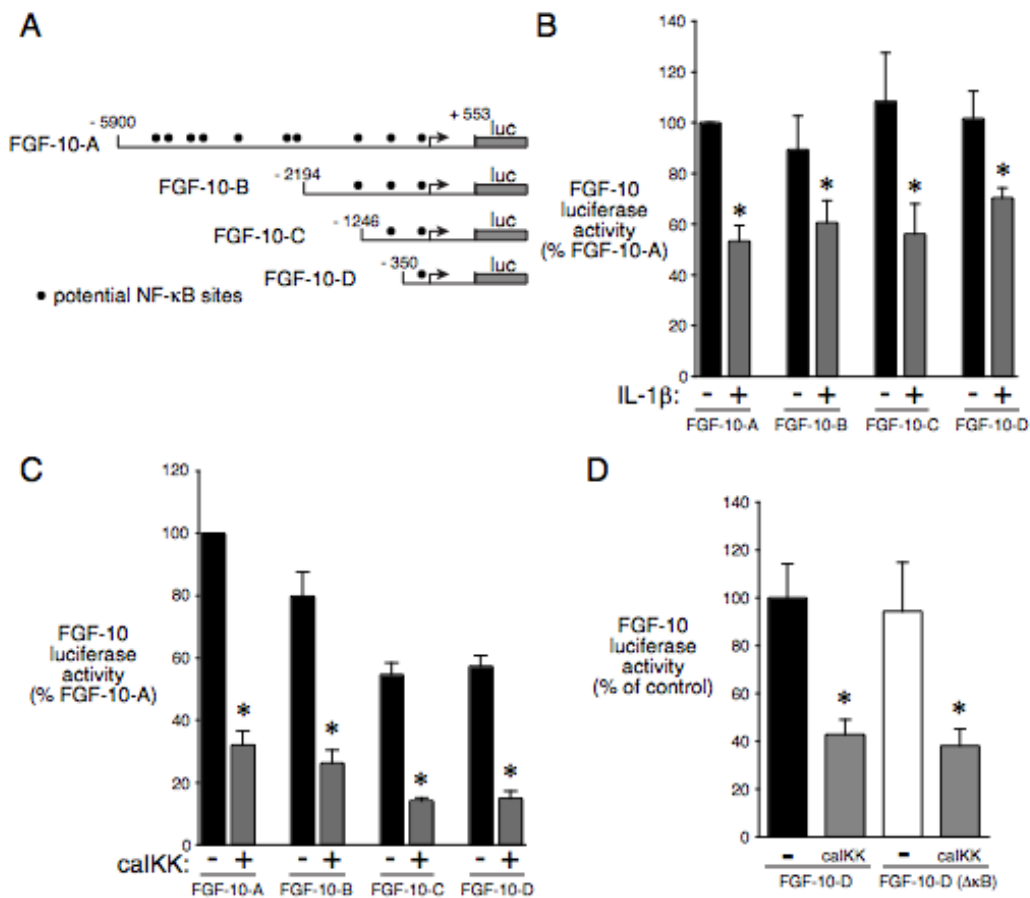 A
- 5900
+ 553
luc
FGF-10-A
- 2194
luc
FGF-10-B
- 1246
luc
FGF-10-C
- 350
luc
FGF-10-D
• potential NF-κB sites
B
140
120
100
80
60
40
20
0
FGF-10
luciferase
activity
(% FGF-10-A)
* * * *
IL-1β: - + - + - + - +
FGF-10-A FGF-10-B FGF-10-C FGF-10-D
C
120
100
80
60
40
20
0
FGF-10
luciferase
activity
(% FGF-10-A)
* * * *
caIKK: - + - + - + - +
FGF-10-A FGF-10-B FGF-10-C FGF-10-D
D
140
120
100
80
60
40
20
0
FGF-10
luciferase
activity
(% of control)
* *
- caIKK - caIKK
FGF-10-D FGF-10-D (ΔκB)